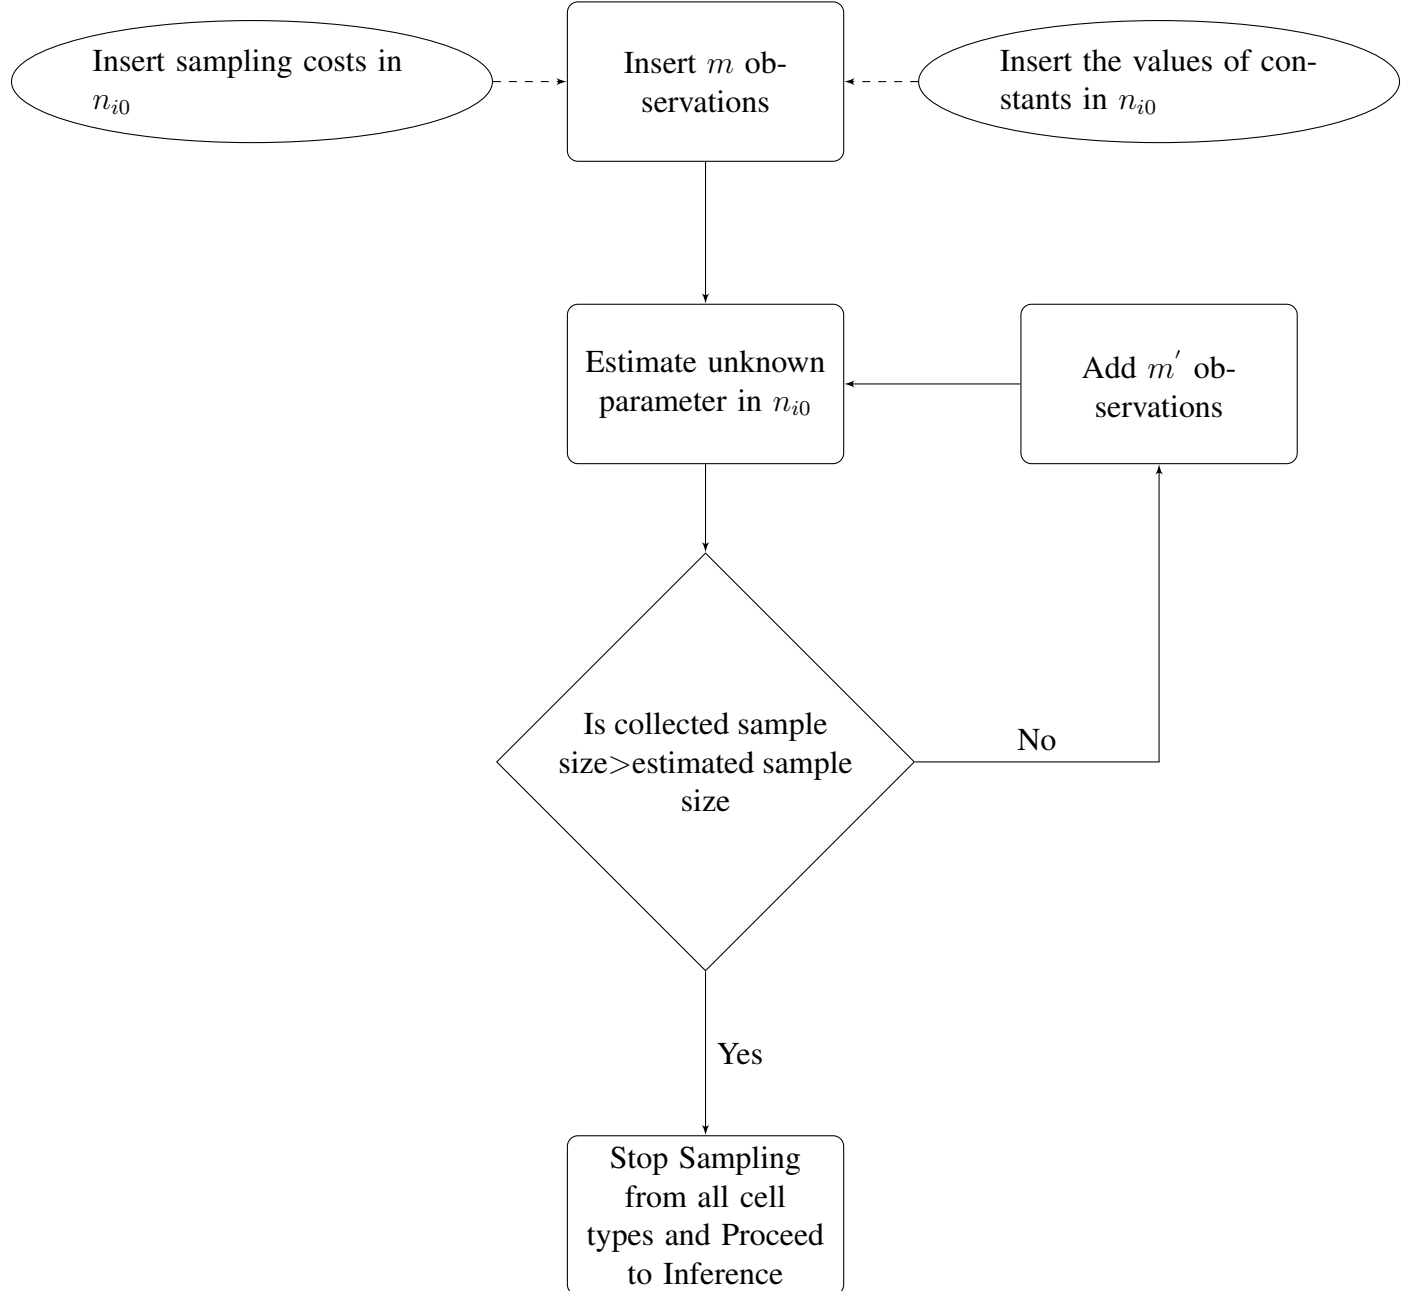 Insert sampling costs in
n_{i0}
Insert m ob-
servations
Insert the values of con-
stants in n_{i0}
Estimate unknown
parameter in n_{i0}
Add m' ob-
servations
Is collected sample
size>estimated sample
size
No
Yes
Stop Sampling
from all cell
types and Proceed
to Inference